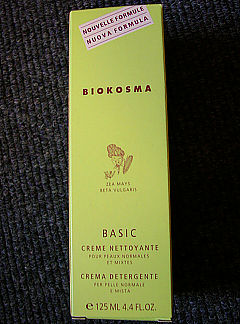 NOUVELLE FORMULE
NUOVA FORMULA
BIOKOSMA
ZEA MAYS
BETA VULGARIS
BASIC
CRÈME NETTOYANTE
POUR PEAUX NORMALES
ET MIXTES
CREMA DETERGENTE
PER PELLE NORMALE
E MISTA
e 125 ML 4.4 FL.OZ.